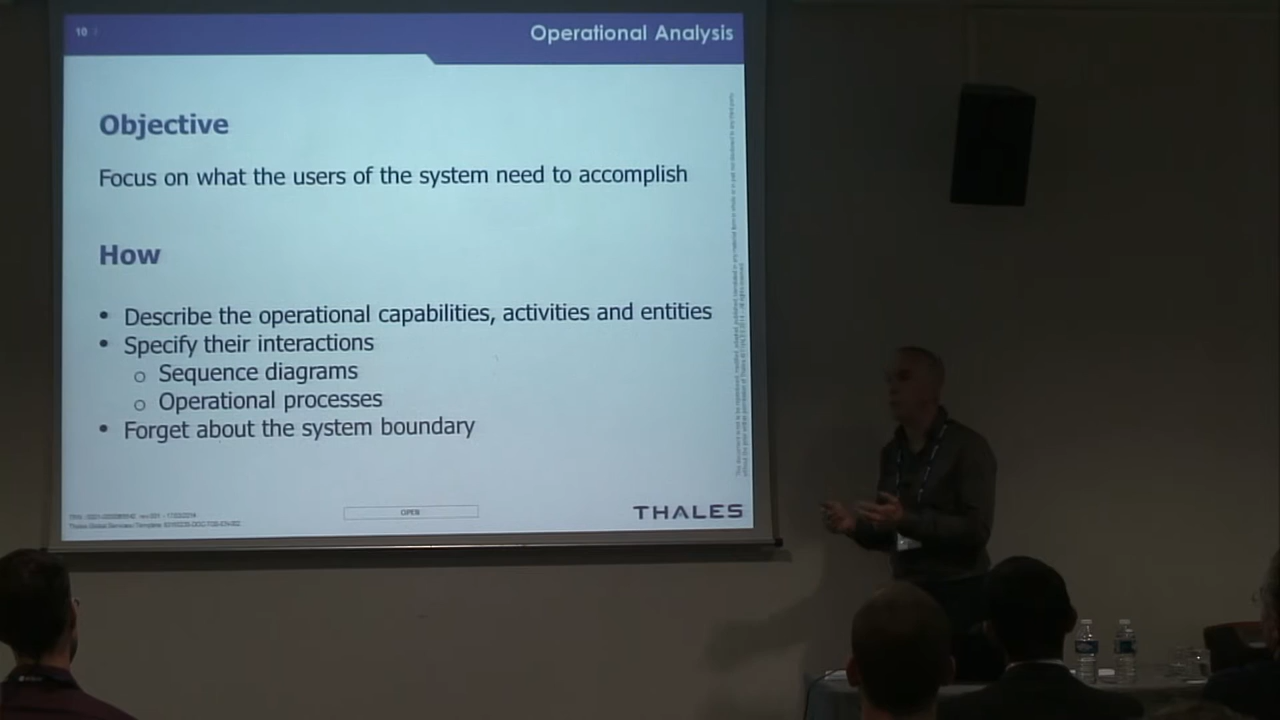 10
Operational Analysis
Objective
Focus on what the users of the system need to accomplish
How
• Describe the operational capabilities, activities and entities
• Specify their interactions
o Sequence diagrams
o Operational processes
• Forget about the system boundary
OPEN
THALES